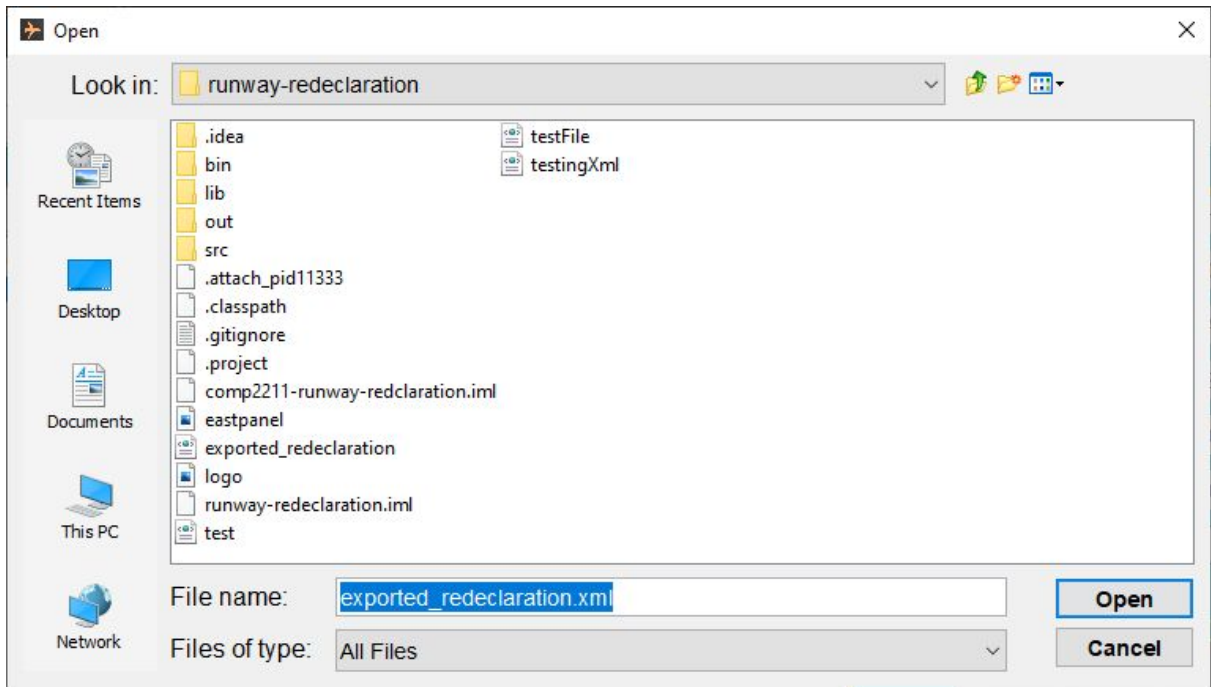 Open
Look in: runway-redeclaration
Recent Items
Desktop
Documents
This PC
Network
.idea
bin
lib
out
src
.attach_pid11333
.classpath
.gitignore
.project
comp2211-runway-redclaration.iml
eastpanel
exported_redeclaration
logo
runway-redeclaration.iml
test
testFile
testingXml
File name: exported_redeclaration.xml Open
Files of type: All Files Cancel